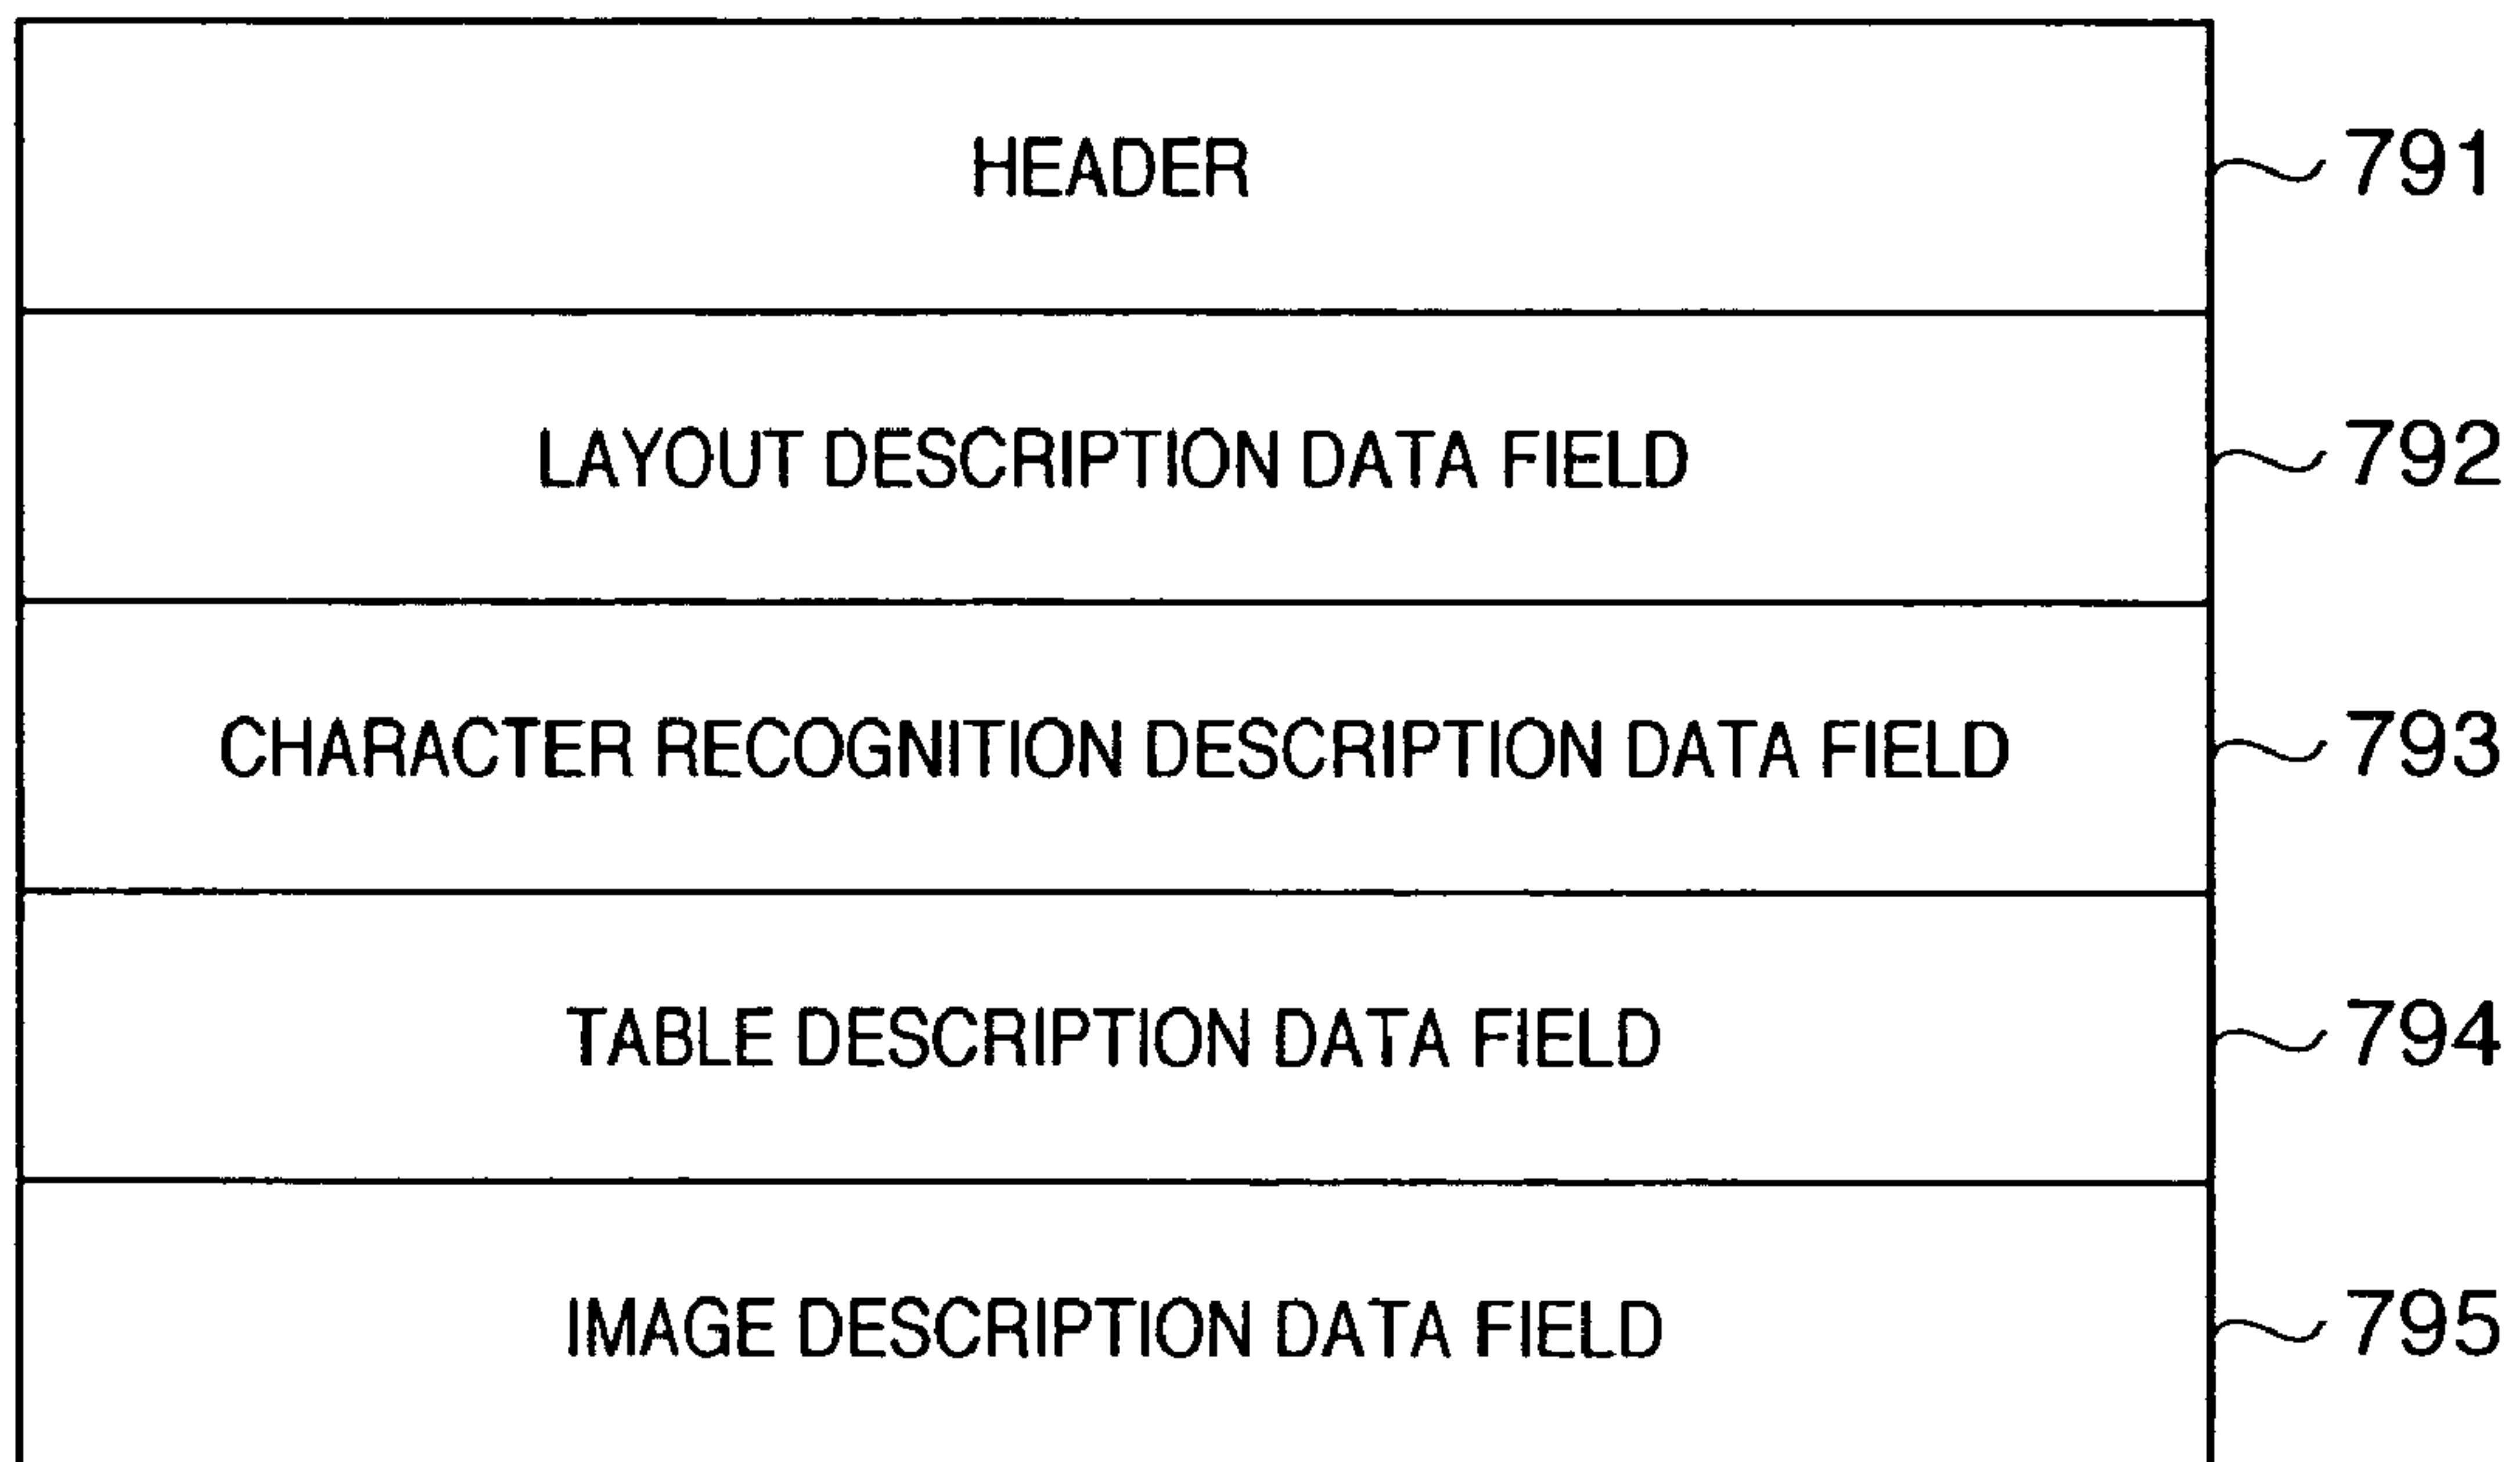 HEADER 791
LAYOUT DESCRIPTION DATA FIELD 792
CHARACTER RECOGNITION DESCRIPTION DATA FIELD 793
TABLE DESCRIPTION DATA FIELD 794
IMAGE DESCRIPTION DATA FIELD 795